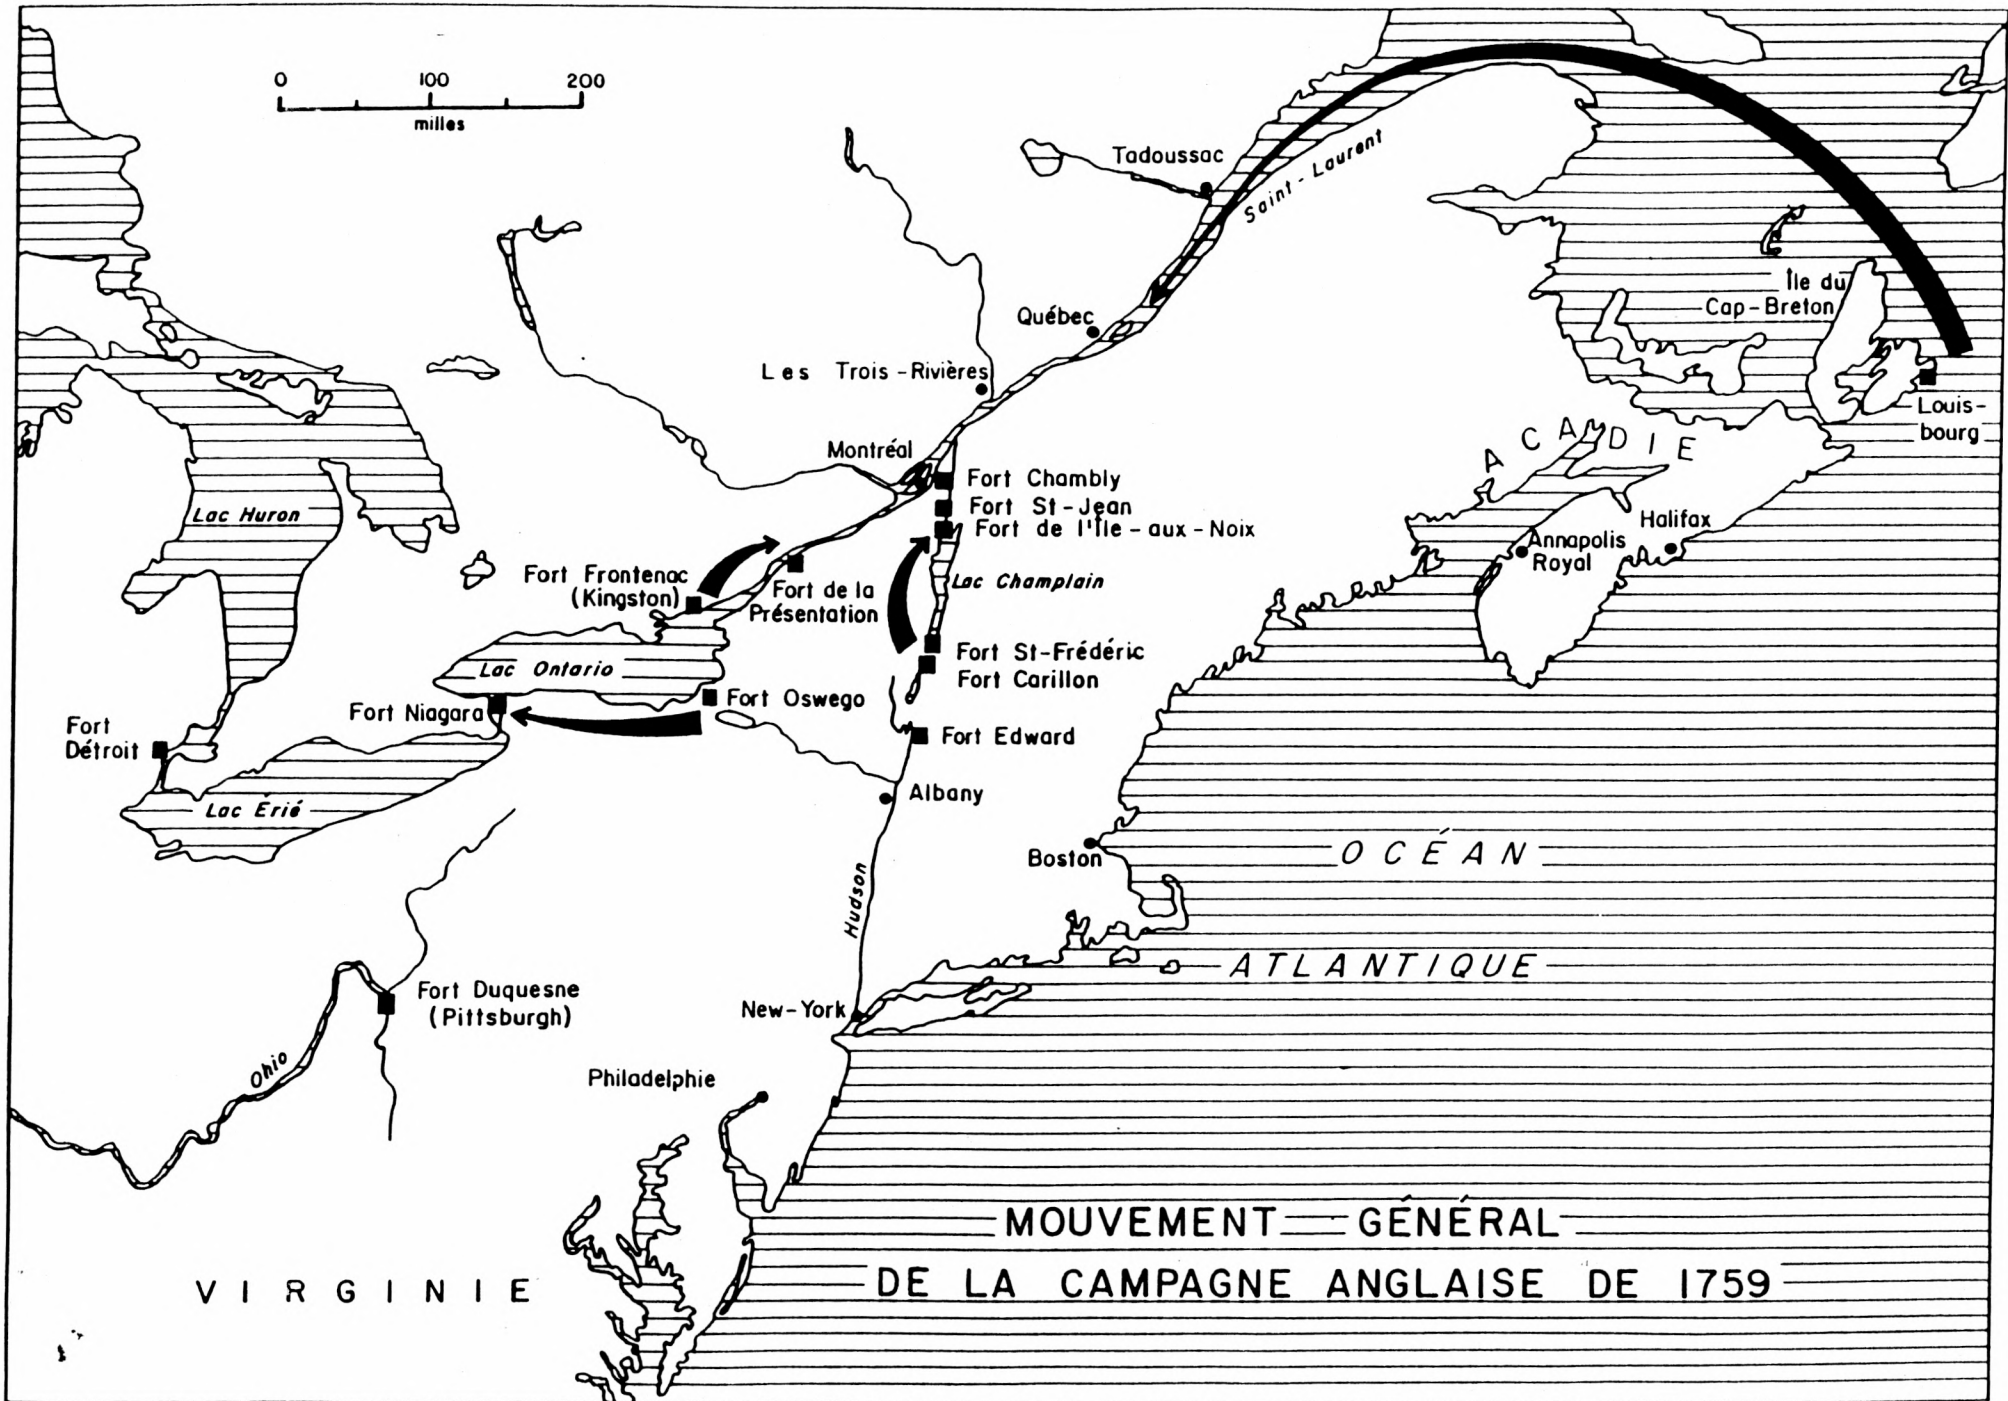 0 100 200
milles
Tadoussac
Saint-Laurent
Île du
Cap-Breton
Québec
Les Trois-Rivières
Louis-
bourg
ACADIE
Montréal
Fort Chambly
Fort St-Jean
Fort de l'Île-aux-Noix
Lac Huron
Halifax
Annapolis
Royal
Fort Frontenac
(Kingston)
Fort de la
Présentation
Lac Champlain
Fort St-Frédéric
Fort Carillon
Lac Ontario
Fort Oswego
Fort Niagara
Fort
Détroit
Fort Edward
Lac Érié
Albany
Boston
OCÉAN
Hudson
ATLANTIQUE
Fort Duquesne
(Pittsburgh)
New-York
Ohio
Philadelphie
MOUVEMENT GÉNÉRAL
DE LA CAMPAGNE ANGLAISE DE 1759
VIRGINIE